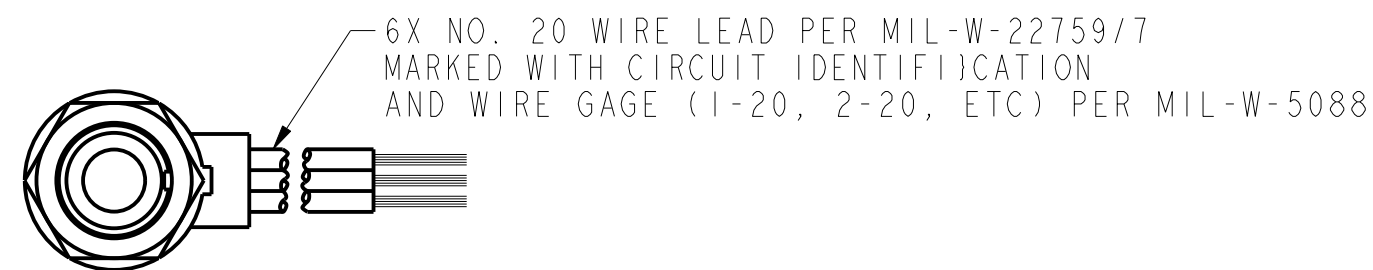 6X NO. 20 WIRE LEAD PER MIL-W-22759/7
MARKED WITH CIRCUIT IDENTIFI}CATION
AND WIRE GAGE (1-20, 2-20, ETC) PER MIL-W-5088